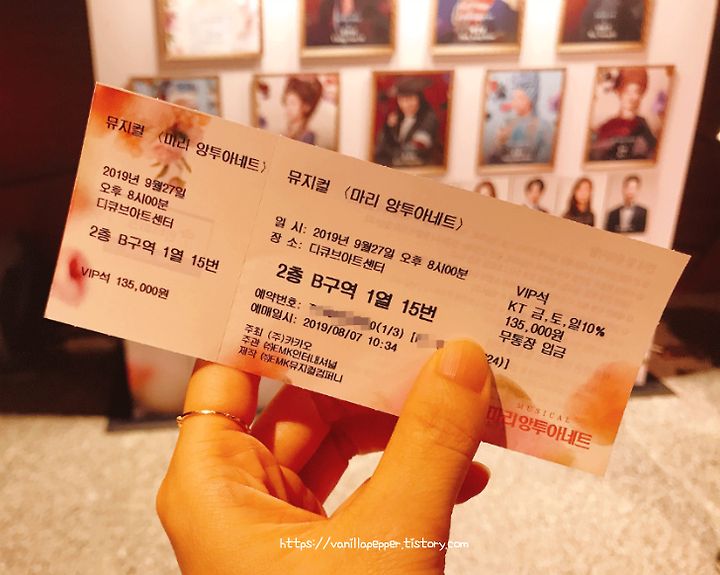 뮤지컬 〈마리 앙투아네트〉
2019년 9월27일
오후 8시00분
디큐브아트센터
2층 B구역 1열 15번
VIP석 135,000원
뮤지컬 〈마리 앙투아네트〉
일 시: 2019년 9월27일 오후 8시00분
장 소: 디큐브아트센터
2층 B구역 1열 15번
예약번호: 0(1/3) [
예매일시: 2019/08/07 10:34
24)]
주최 (주)카카오
주관 ㈜EMK인터내셔널
제작 ㈜EMK뮤지컬컴퍼니
VIP석
KT 금,토,일10%
135,000원
무통장 입금
MUSICAL
마리 앙투아네트
https://vanillapepper.tistory.com